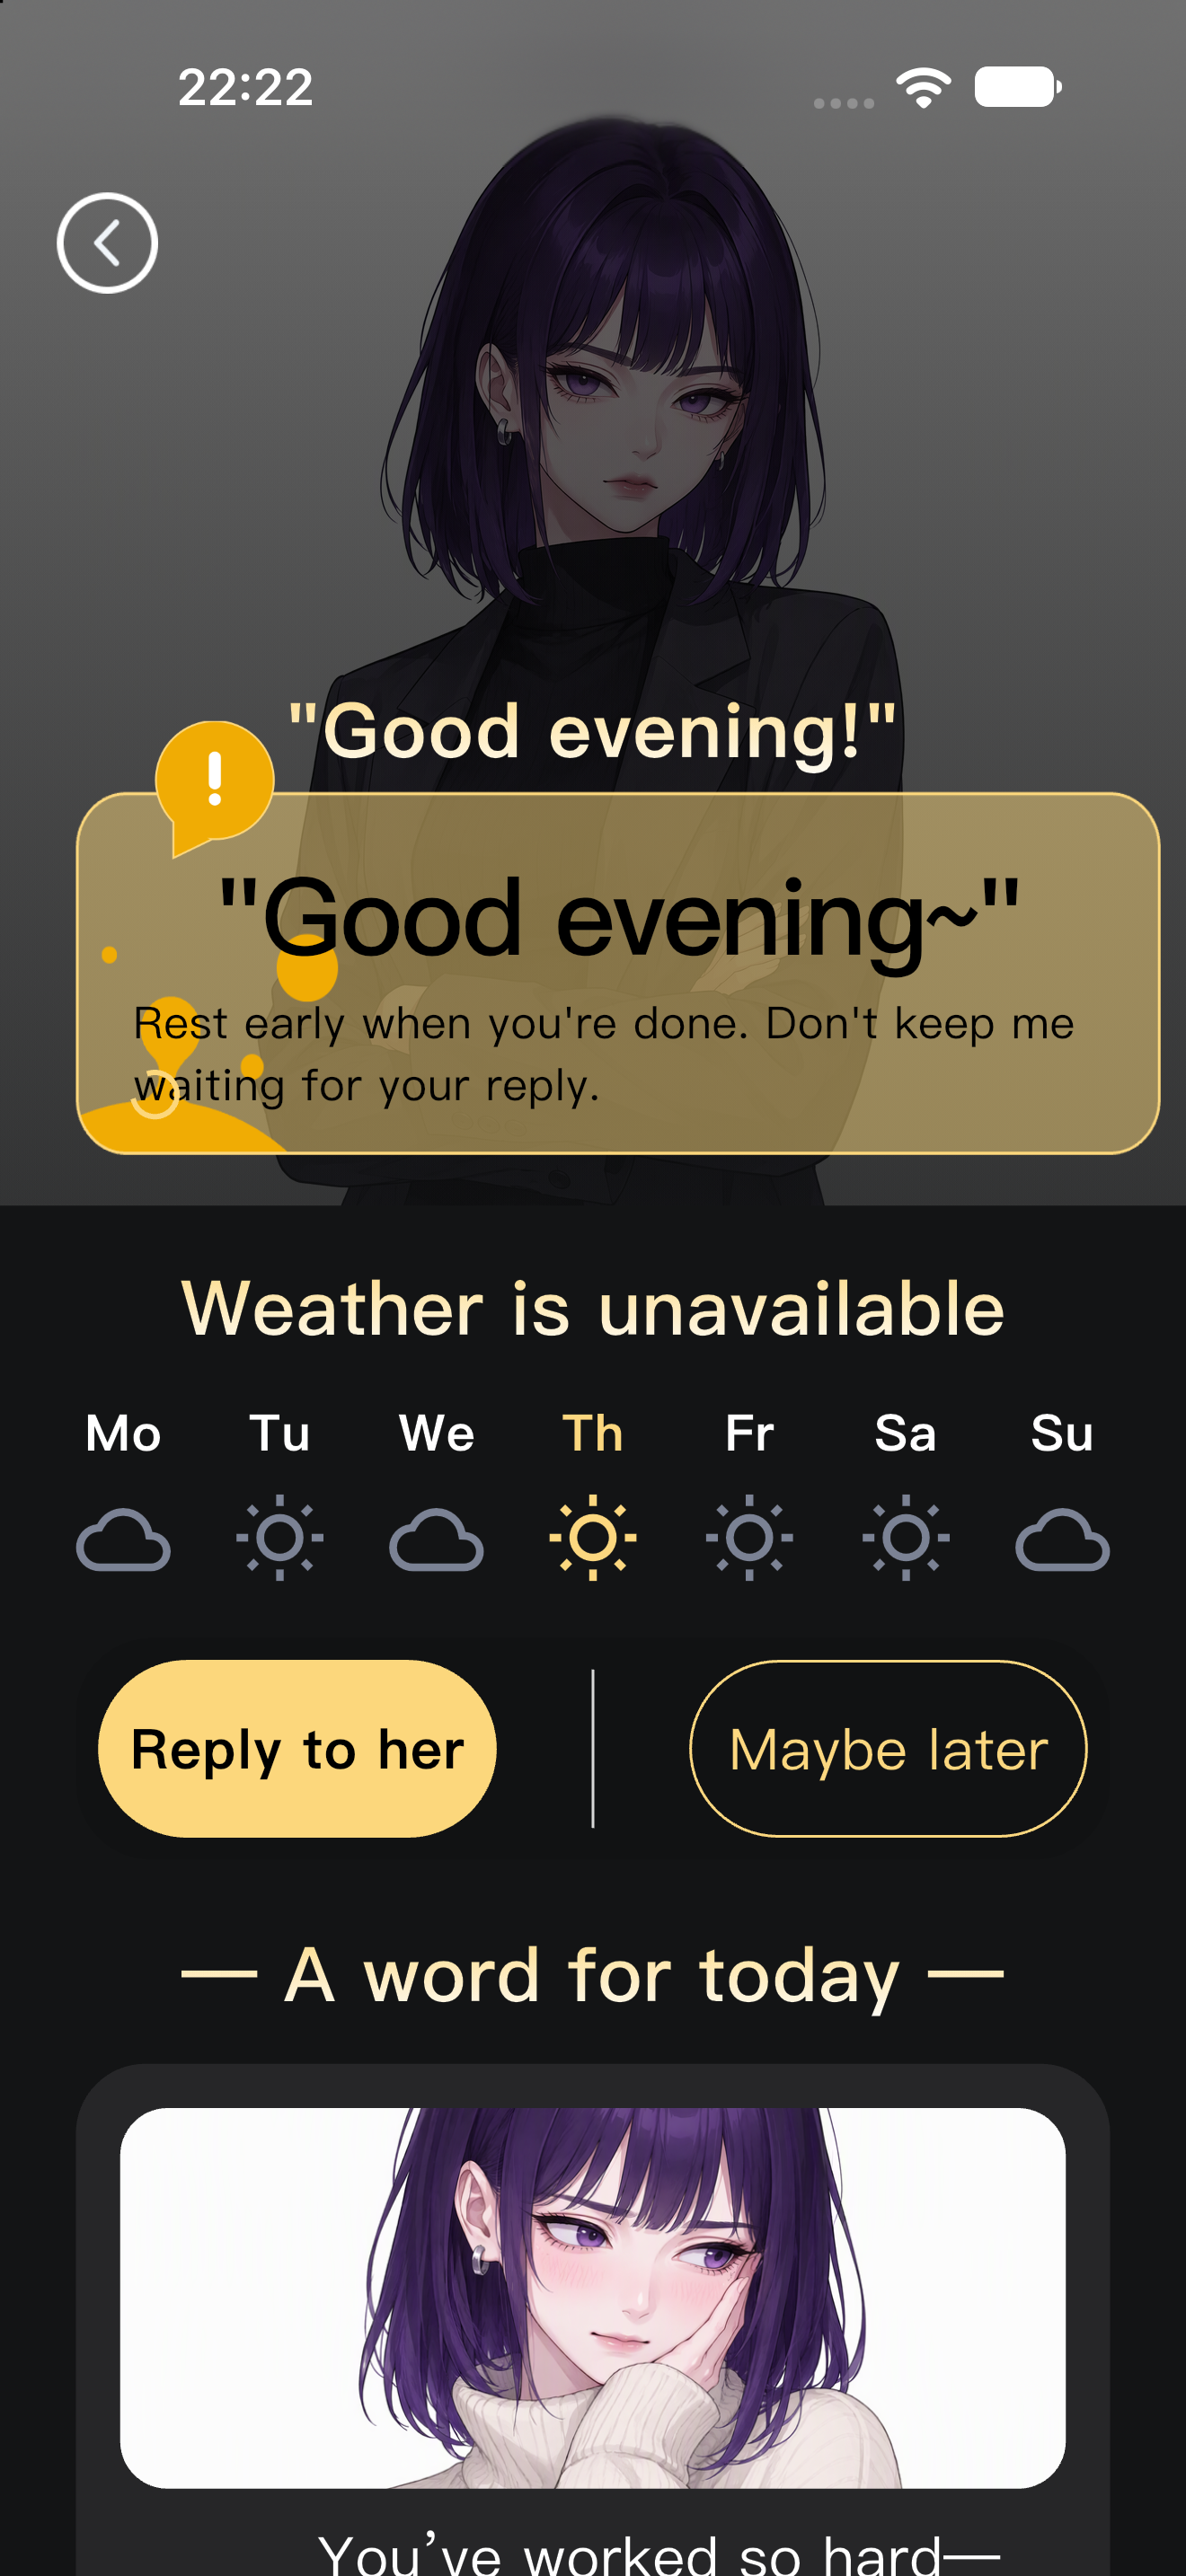 22:22
"Good evening!"
"Good evening~"
Rest early when you're done. Don't keep me
waiting for your reply.
Weather is unavailable
Mo Tu We Th Fr Sa Su
Reply to her
Maybe later
— A word for today —
You’ve worked so hard—